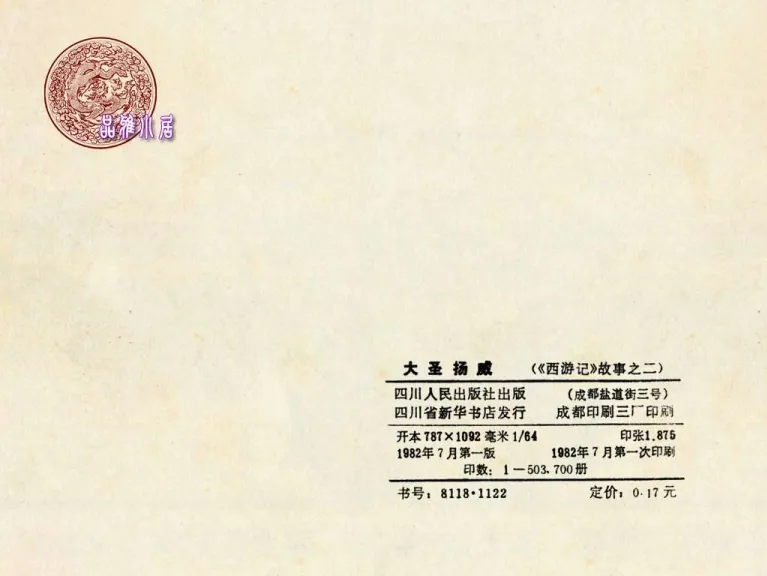 品雅小居
大圣扬威 (《西游记》故事之二)
四川人民出版社出版 (成都盐道街三号)
四川省新华书店发行 成都印刷三厂印刷
开本 787×1092 毫米 1/64 印张1.875
1982年7月第一版 1982年7月第一次印刷
印数：1—503.700册
书号：8118·1122 定价：0.17元